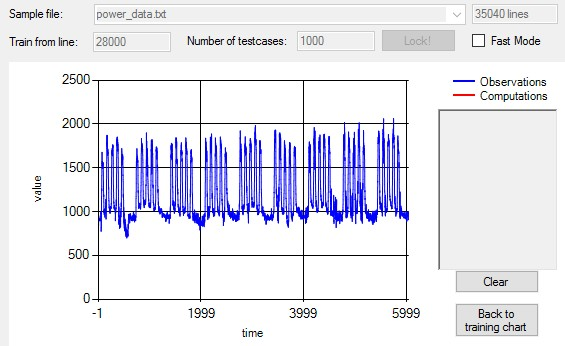 Sample file: power_data.txt 35040 lines
Train from line: 28000 Number of testcases: 1000 Lock! Fast Mode
2500
2000
1500
1000
500
0
value
-1 1999 3999 5999
time
Observations
Computations
Clear
Back to
training chart